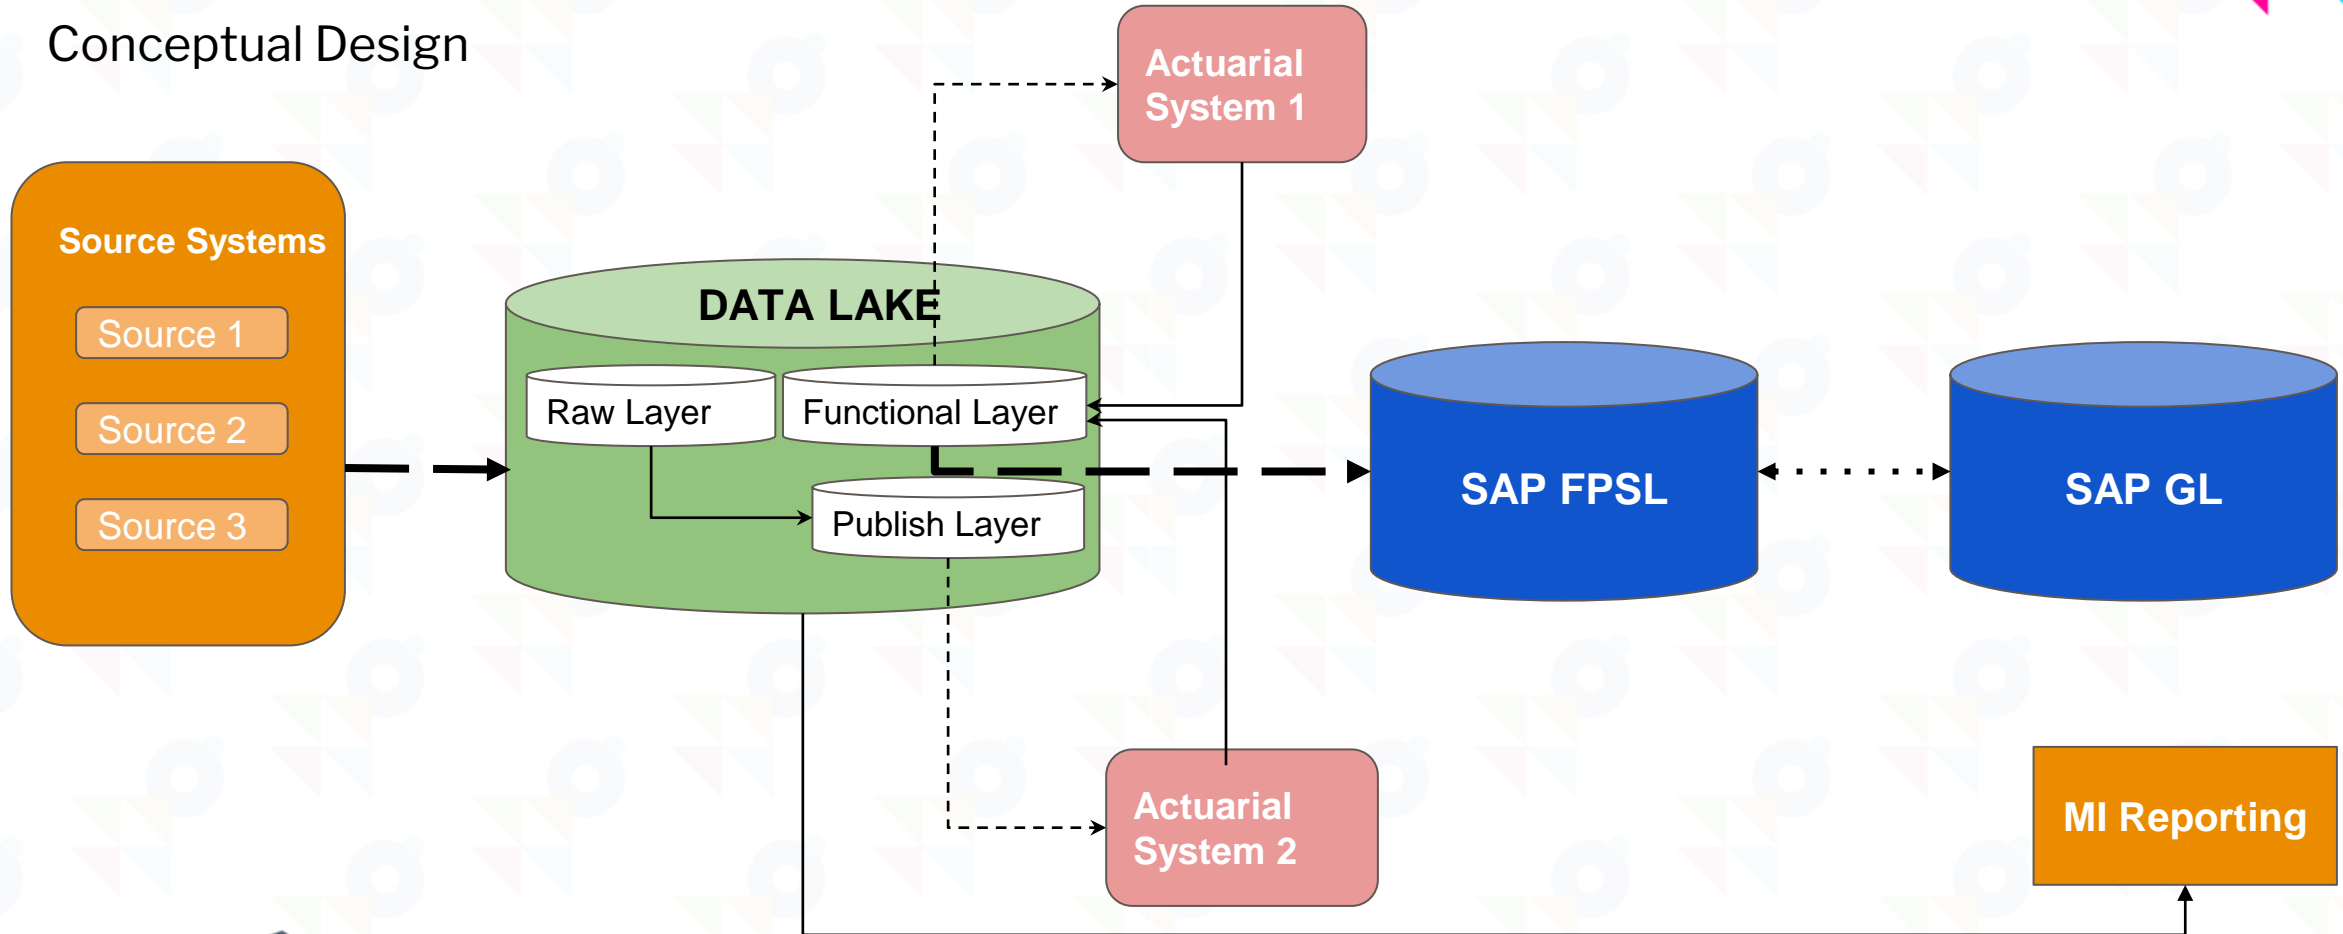 Conceptual Design
Actuarial
System 1
Source Systems
Source 1
Source 2
Source 3
DATA LAKE
Raw Layer
Functional Layer
Publish Layer
SAP FPSL
SAP GL
Actuarial
System 2
MI Reporting